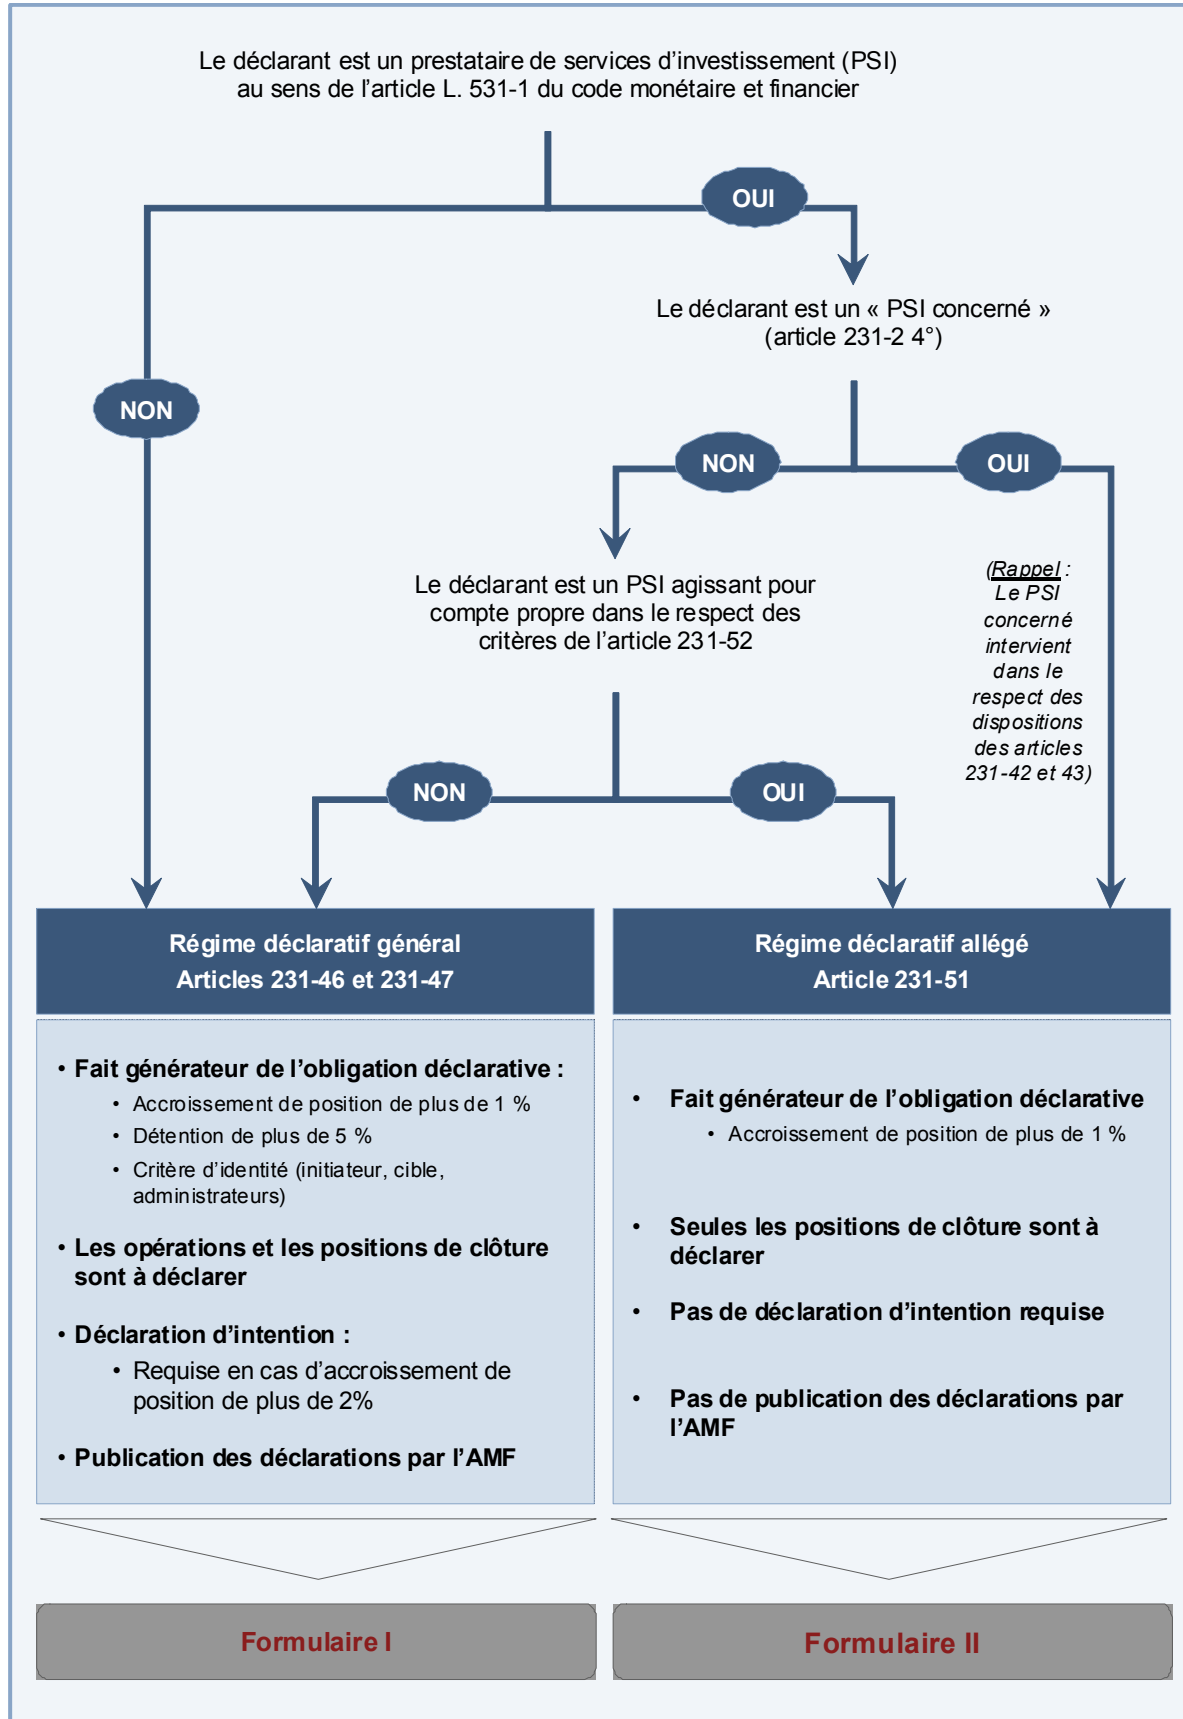 Le déclarant est un prestataire de services d'investissement (PSI)
au sens de l'article L. 531-1 du code monétaire et financier
OUI
Le déclarant est un « PSI concerné »
(article 231-2 4°)
NON
NON
OUI
Le déclarant est un PSI agissant pour
compte propre dans le respect des
critères de l'article 231-52
(Rappel :
Le PSI
concerné
intervient
dans le
respect des
dispositions
des articles
231-42 et 43)
NON
OUI
Régime déclaratif général
Articles 231-46 et 231-47
• Fait générateur de l'obligation déclarative :
• Accroissement de position de plus de 1 %
• Détention de plus de 5 %
• Critère d'identité (initiateur, cible,
administrateurs)
• Les opérations et les positions de clôture
sont à déclarer
• Déclaration d'intention :
• Requise en cas d'accroissement de
position de plus de 2%
• Publication des déclarations par l'AMF
Formulaire I
Régime déclaratif allégé
Article 231-51
• Fait générateur de l'obligation déclarative
• Accroissement de position de plus de 1 %
• Seules les positions de clôture sont à
déclarer
• Pas de déclaration d'intention requise
• Pas de publication des déclarations par
l'AMF
Formulaire II